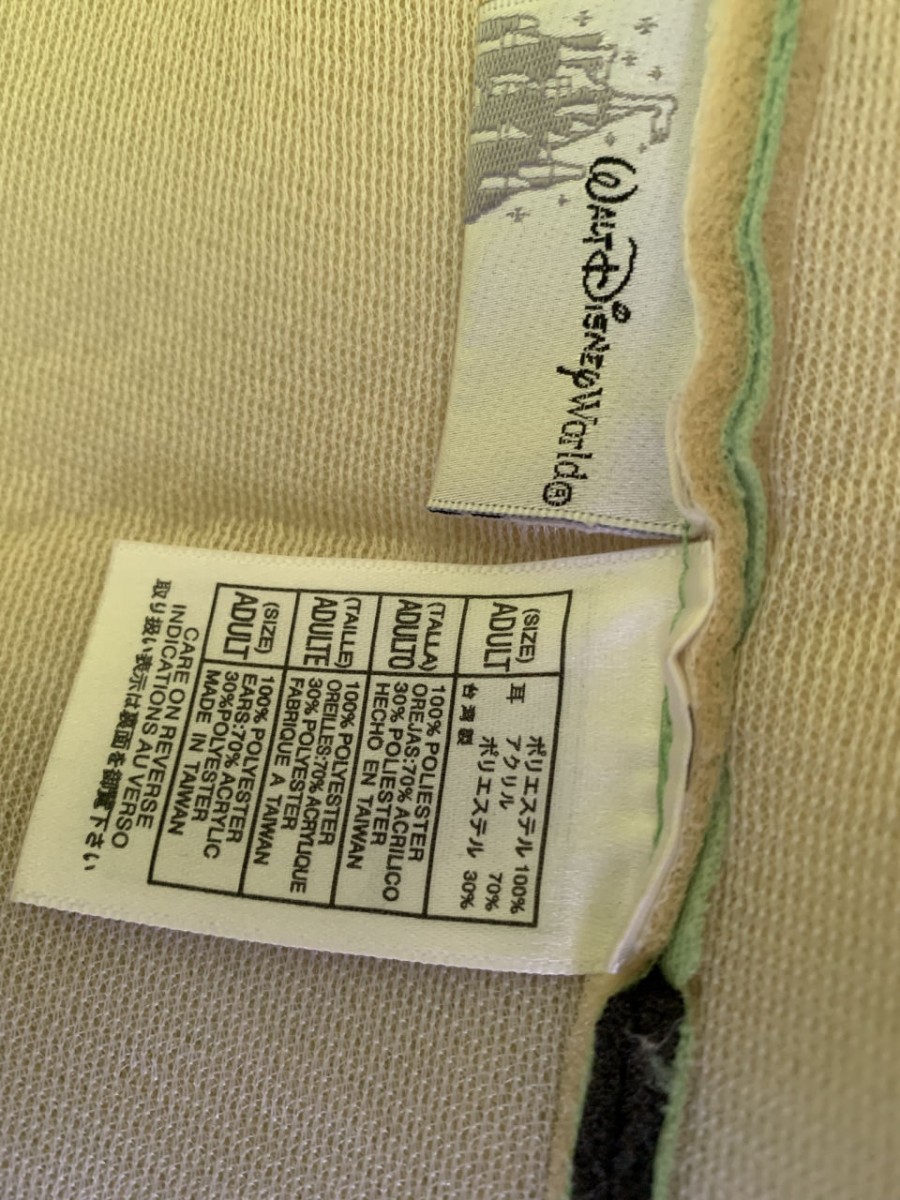 WALT DISNEY World®
(SIZE)
ADULT
ポリエステル 100%
耳 アクリル 70%
ポリエステル 30%
台湾製
(TALLA)
ADULTO
100% POLIESTER
OREJAS:70% ACRILICO
30% POLIESTER
HECHO EN TAIWAN
(TAILLE)
ADULTE
100% POLYESTER
OREILLES:70% ACRYLIQUE
30% POLYESTER
FABRIQUE A TAIWAN
(SIZE)
ADULT
100% POLYESTER
EARS:70% ACRYLIC
30%POLYESTER
MADE IN TAIWAN
CARE ON REVERSE
INDICATIONS AU VERSO
取り扱い表示は裏面を御覧下さい